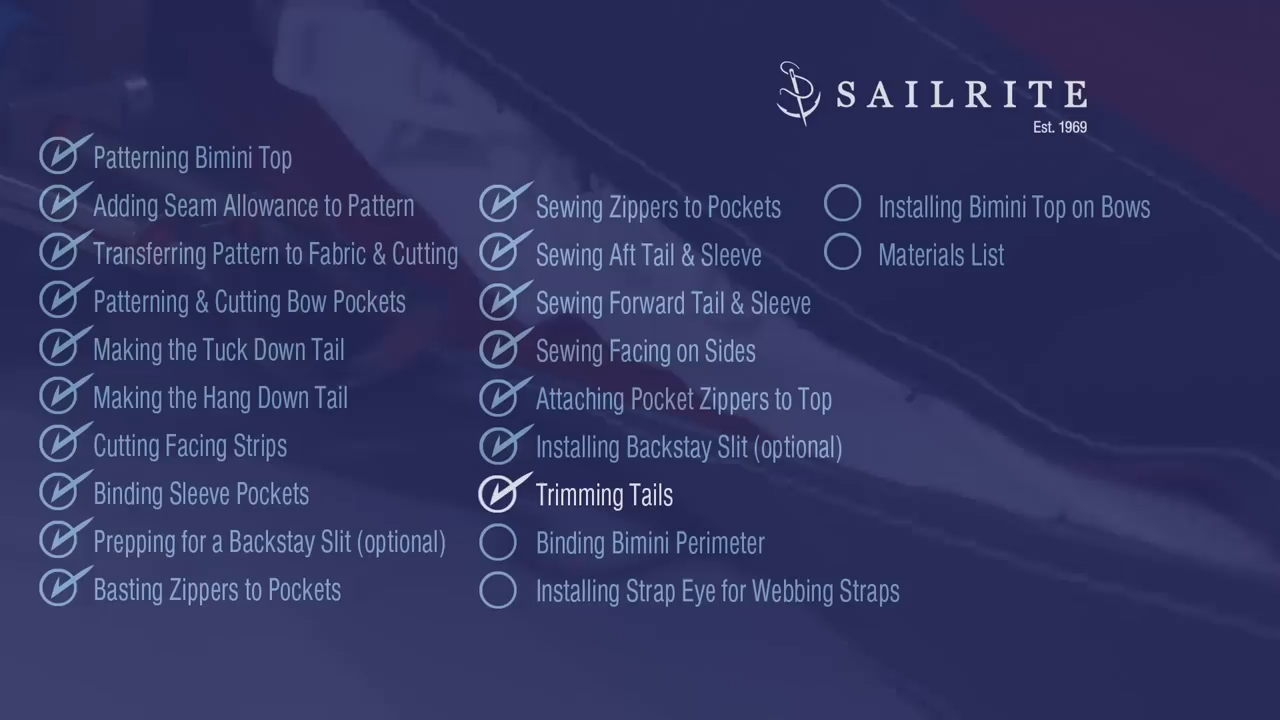 SAILRITE
Est. 1969
Patterning Bimini Top
Adding Seam Allowance to Pattern
Transferring Pattern to Fabric & Cutting
Patterning & Cutting Bow Pockets
Making the Tuck Down Tail
Making the Hang Down Tail
Cutting Facing Strips
Binding Sleeve Pockets
Prepping for a Backstay Slit (optional)
Basting Zippers to Pockets
Sewing Zippers to Pockets
Sewing Aft Tail & Sleeve
Sewing Forward Tail & Sleeve
Sewing Facing on Sides
Attaching Pocket Zippers to Top
Installing Backstay Slit (optional)
Trimming Tails
Binding Bimini Perimeter
Installing Strap Eye for Webbing Straps
Installing Bimini Top on Bows
Materials List